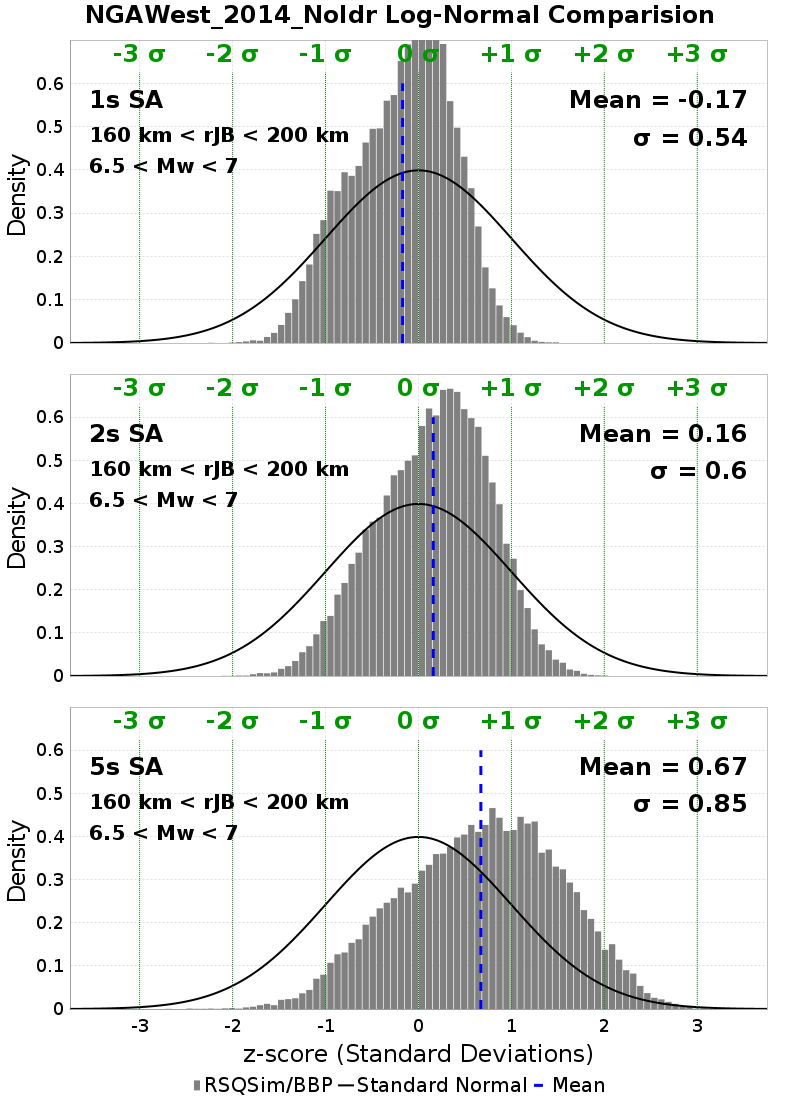 NGAWest_2014_NoIdr Log-Normal Comparision
-3 σ -2 σ -1 σ 0 σ +1 σ +2 σ +3 σ
1s SA
160 km < rJB < 200 km
6.5 < Mw < 7
Mean = -0.17
σ = 0.54
Density
0.6
0.5
0.4
0.3
0.2
0.1
0
-3 σ -2 σ -1 σ 0 σ +1 σ +2 σ +3 σ
2s SA
160 km < rJB < 200 km
6.5 < Mw < 7
Mean = 0.16
σ = 0.6
Density
0.6
0.5
0.4
0.3
0.2
0.1
0
-3 σ -2 σ -1 σ 0 σ +1 σ +2 σ +3 σ
5s SA
160 km < rJB < 200 km
6.5 < Mw < 7
Mean = 0.67
σ = 0.85
Density
0.6
0.5
0.4
0.3
0.2
0.1
0
-3 -2 -1 0 1 2 3
z-score (Standard Deviations)
RSQSim/BBP Standard Normal Mean